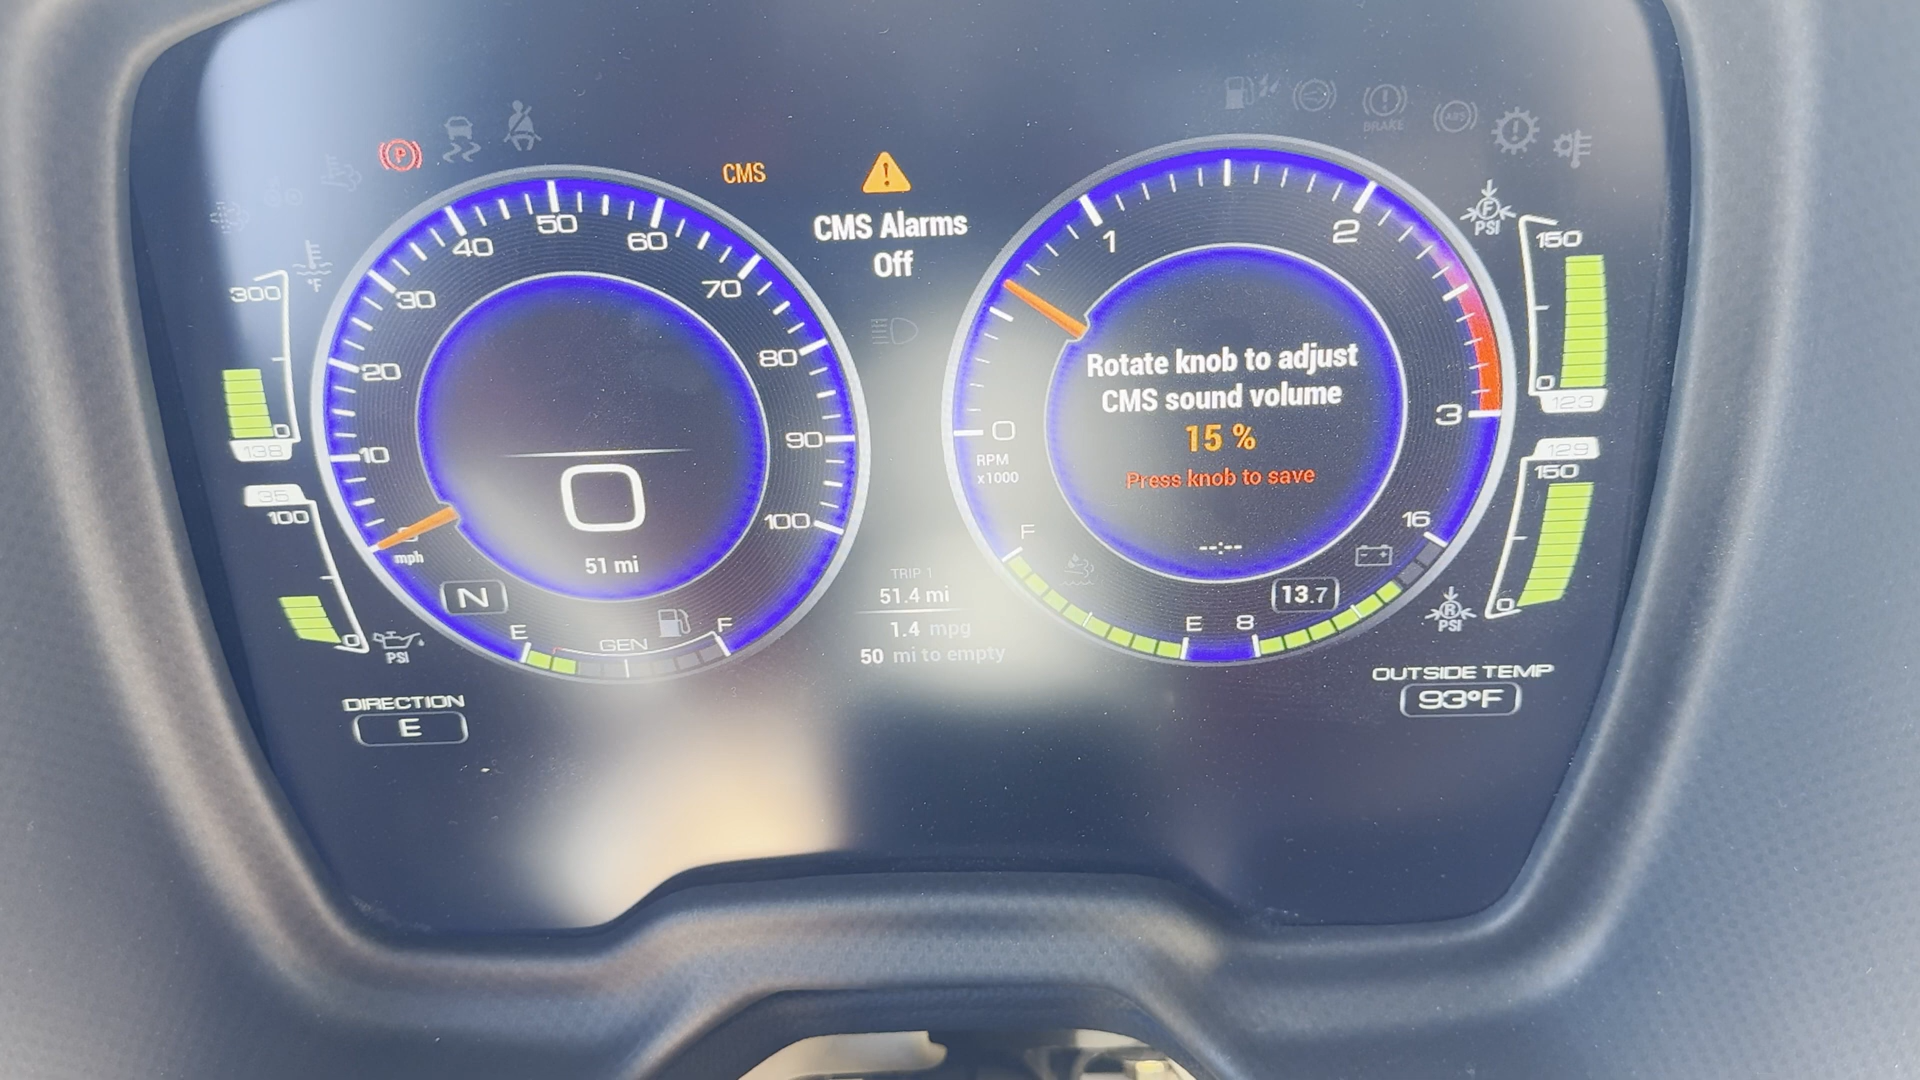 CMS
CMS Alarms
Off
300
0
138
°F
35
100
0
PSI
10
20
30
40
50
60
70
80
90
100
mph
0
51 mi
N
E
GEN
F
DIRECTION
E
TRIP 1
51.4 mi
1.4 mpg
50 mi to empty
BRAKE
ABS
0
1
2
3
RPM
x1000
Rotate knob to adjust
CMS sound volume
15 %
Press knob to save
--:--
F
E
8
13.7
16
F
PSI
150
0
123
129
150
0
R
PSI
OUTSIDE TEMP
93°F
P